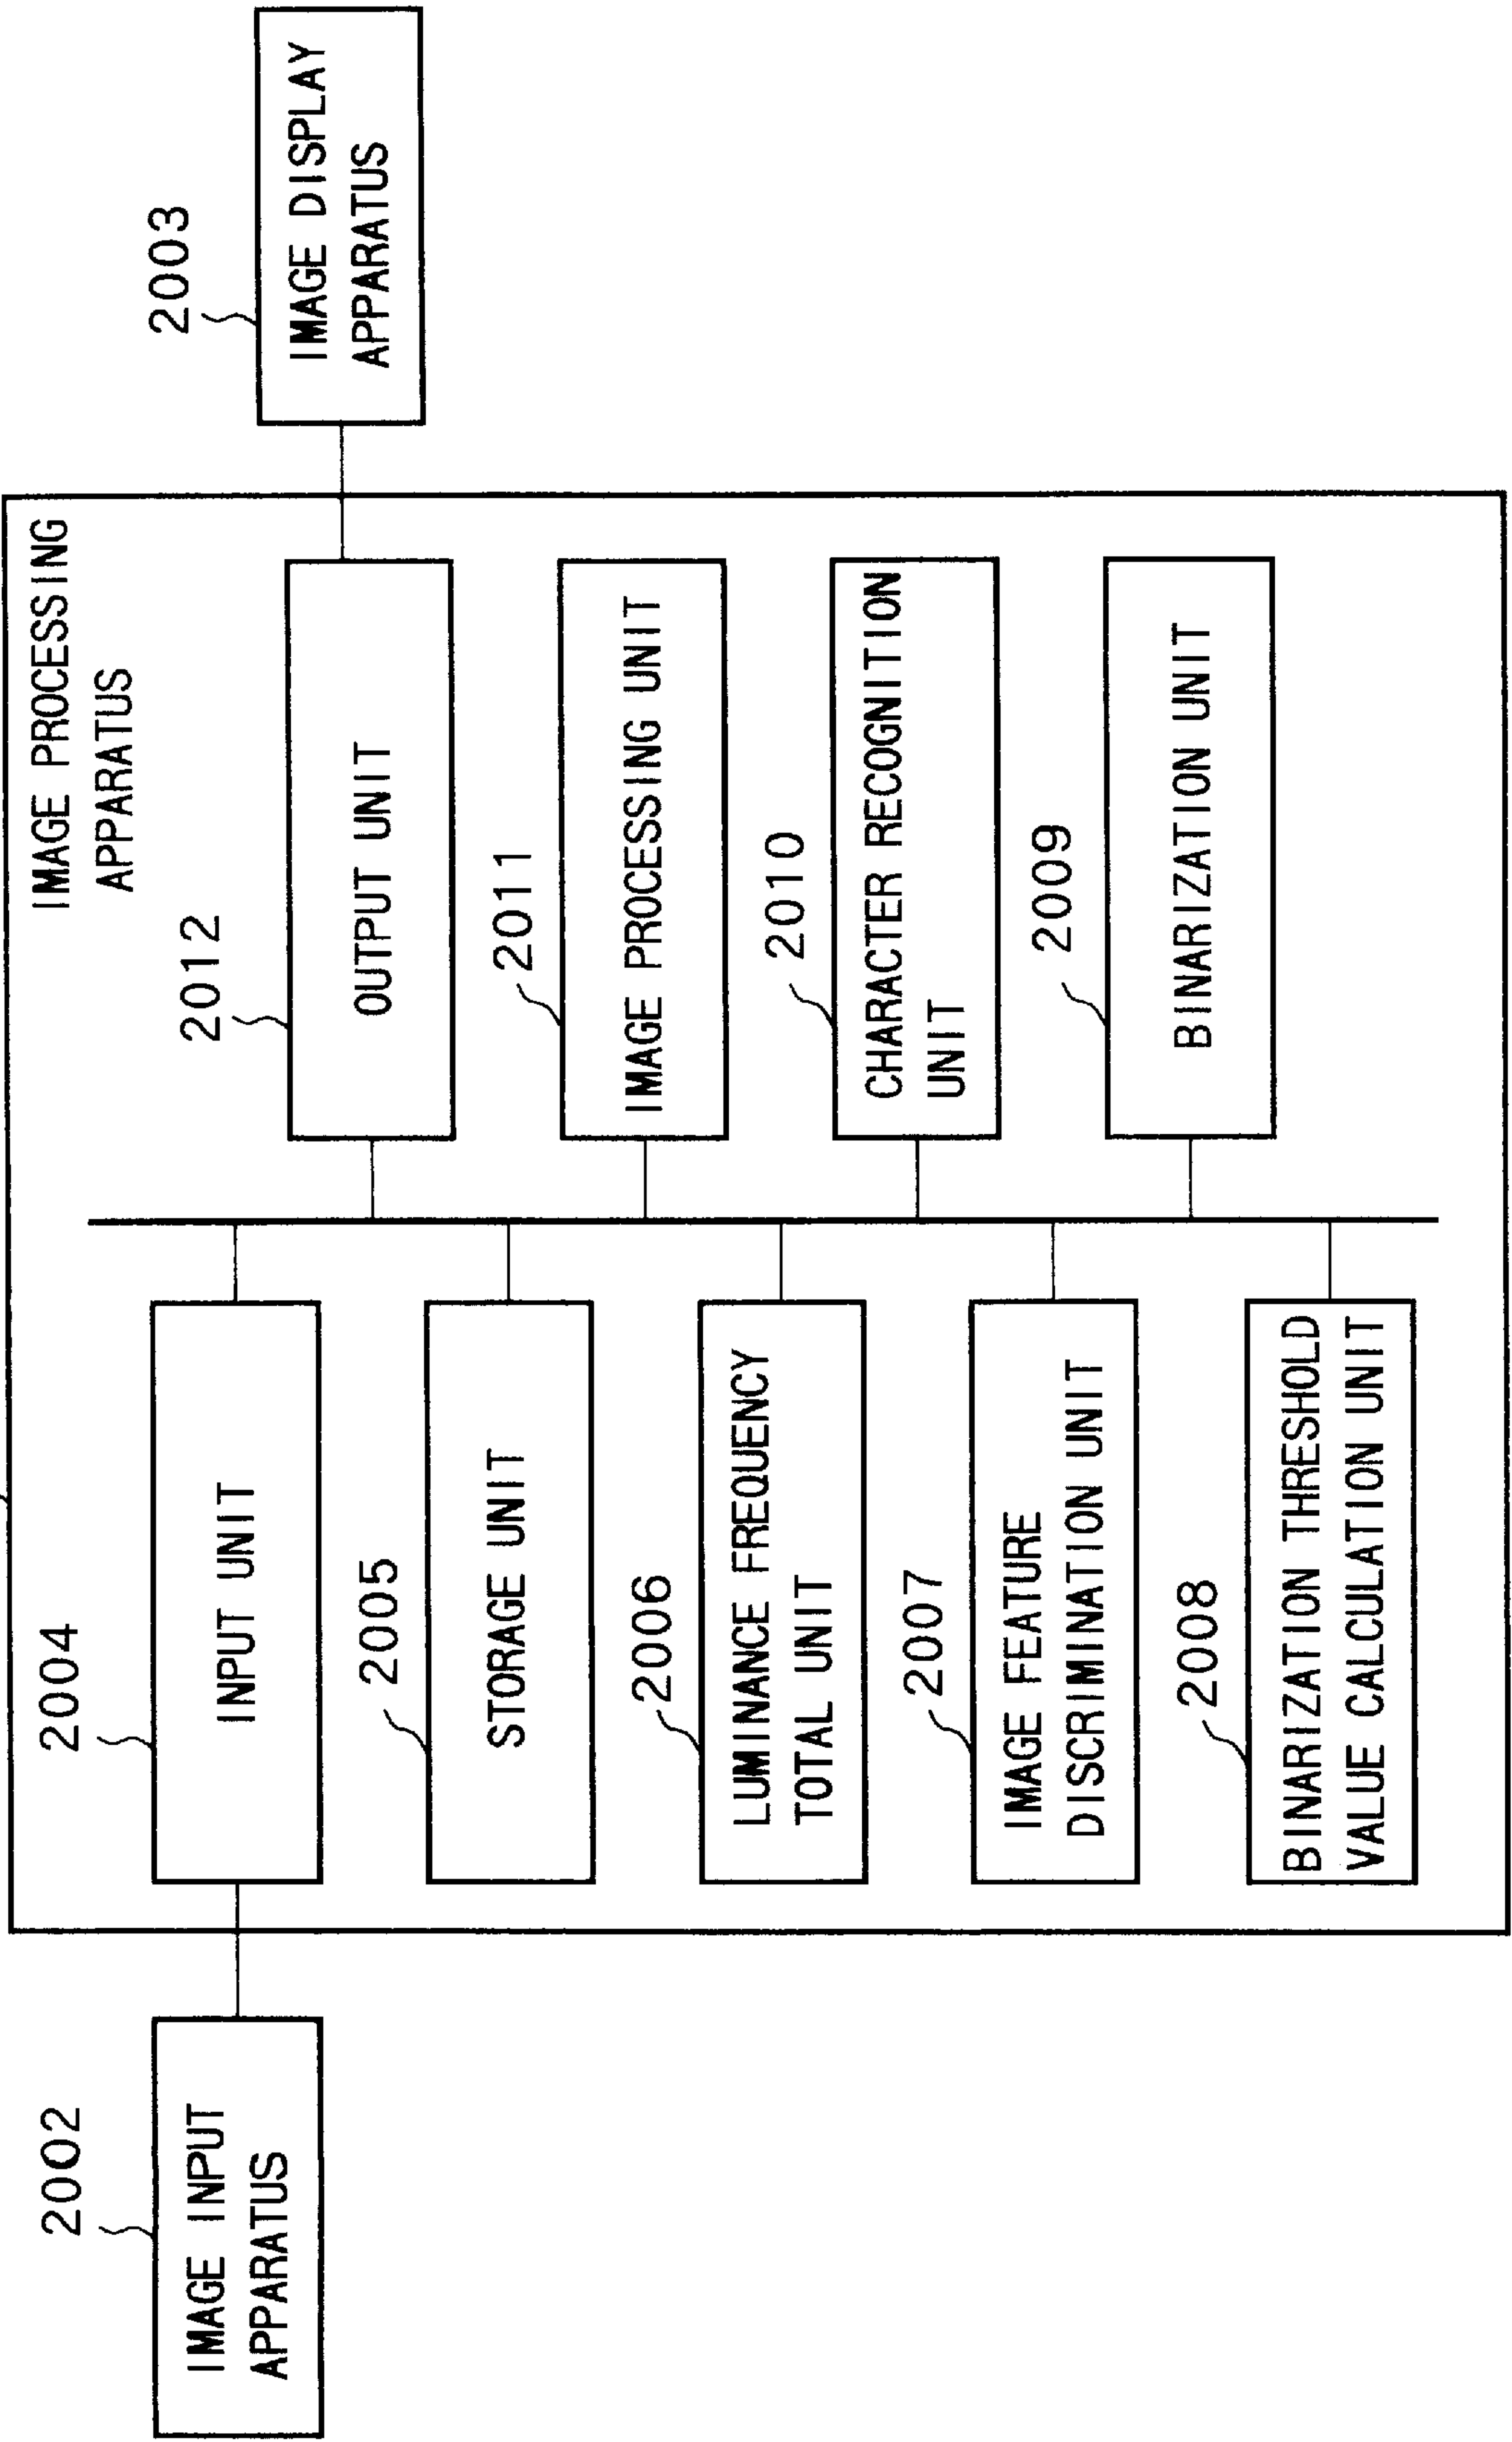 2002
IMAGE INPUT
APPARATUS
IMAGE PROCESSING
APPARATUS
2004
INPUT UNIT
2005
STORAGE UNIT
2006
LUMINANCE FREQUENCY
TOTAL UNIT
2007
IMAGE FEATURE
DISCRIMINATION UNIT
2008
BINARIZATION THRESHOLD
VALUE CALCULATION UNIT
2012
OUTPUT UNIT
2011
IMAGE PROCESSING UNIT
2010
CHARACTER RECOGNITION
UNIT
2009
BINARIZATION UNIT
2003
IMAGE DISPLAY
APPARATUS